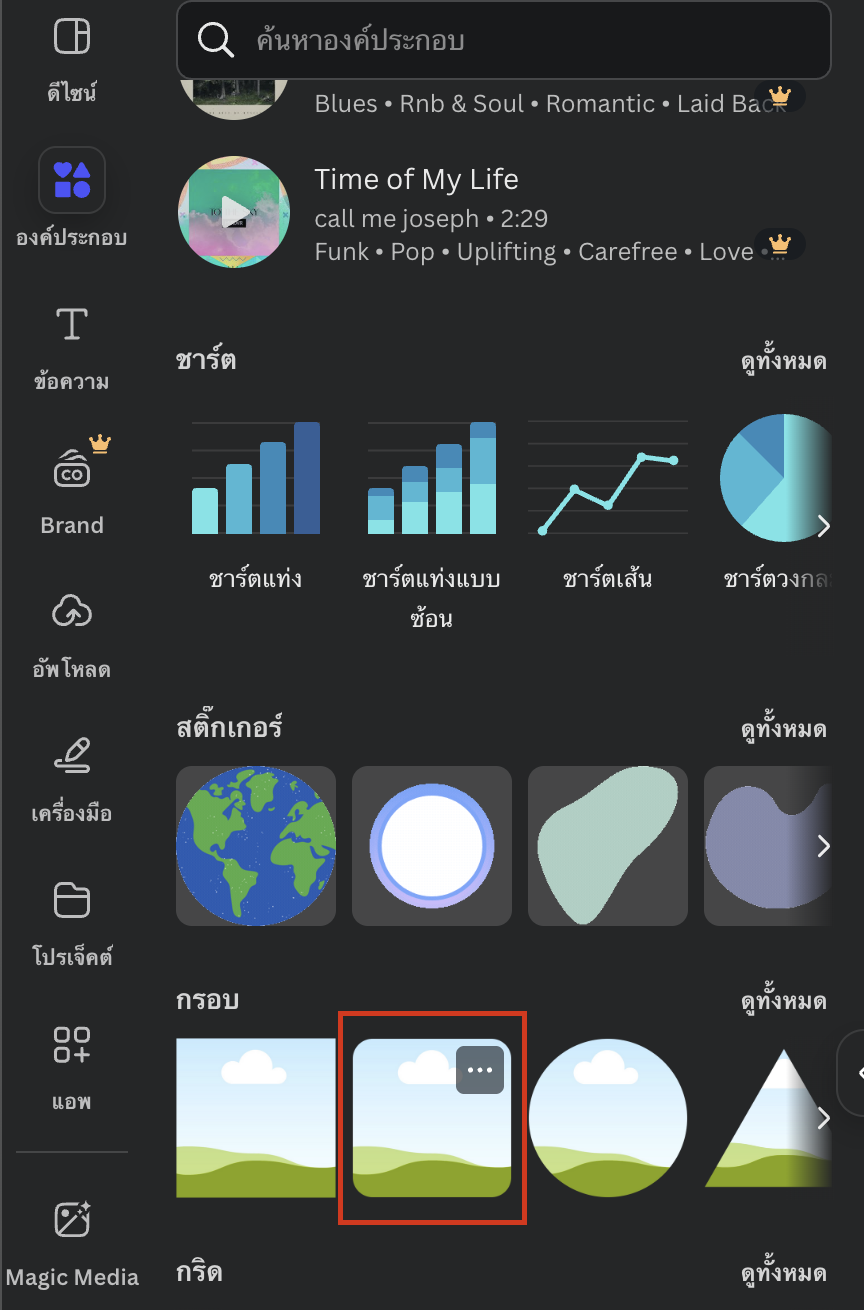 ค้นหาองค์ประกอบ
ดีไซน์
Blues • Rnb & Soul • Romantic • Laid Back
Time of My Life
call me joseph • 2:29
Funk • Pop • Uplifting • Carefree • Love •...
องค์ประกอบ
ข้อความ
ชาร์ต
ดูทั้งหมด
CO
Brand
ชาร์ตแท่ง
ชาร์ตแท่งแบบ
ซ้อน
ชาร์ตเส้น
ชาร์ตวงกลม
อัพโหลด
สติ๊กเกอร์
ดูทั้งหมด
เครื่องมือ
โปรเจ็คต์
กรอบ
ดูทั้งหมด
แอพ
กริด
ดูทั้งหมด
Magic Media